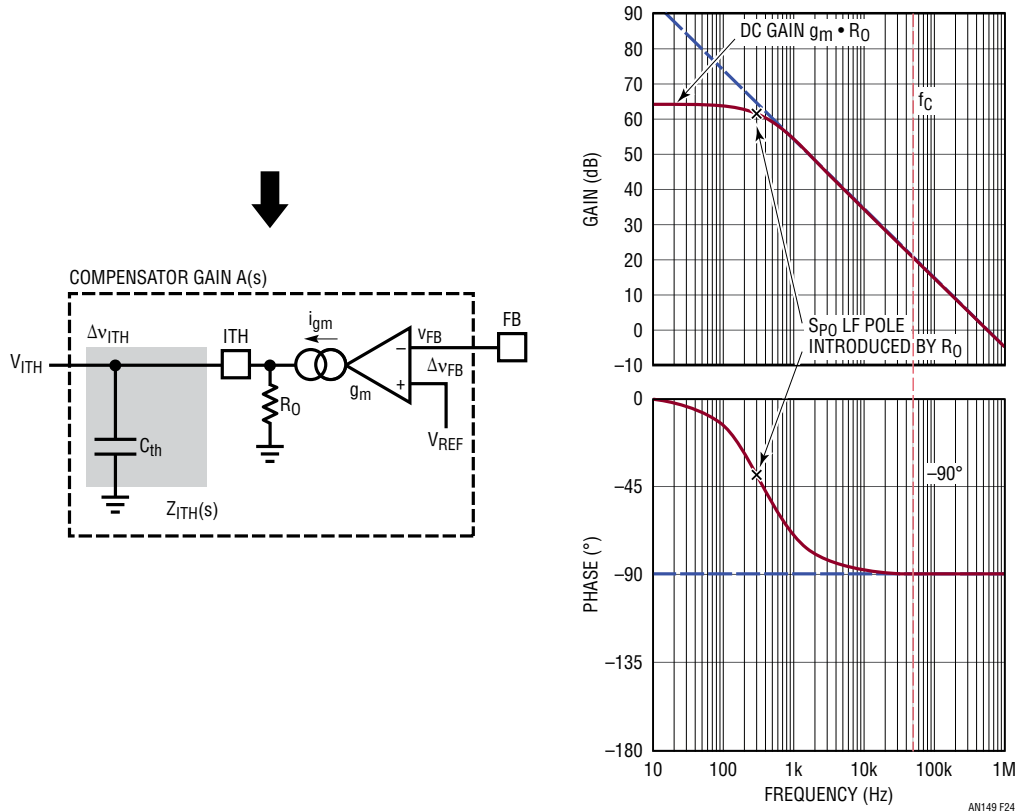 COMPENSATOR GAIN A(s)
ΔvITH
VITH
ITH
igm
vFB
FB
−
ΔvFB
+
gm
RO
VREF
Cth
ZITH(s)
90
80
70
60
50
40
30
20
10
0
−10
GAIN (dB)
DC GAIN gm • RO
fC
SPO LF POLE
INTRODUCED BY RO
0
−45
−90
−135
−180
PHASE (°)
−90°
10
100
1k
10k
100k
1M
FREQUENCY (Hz)
AN149 F24